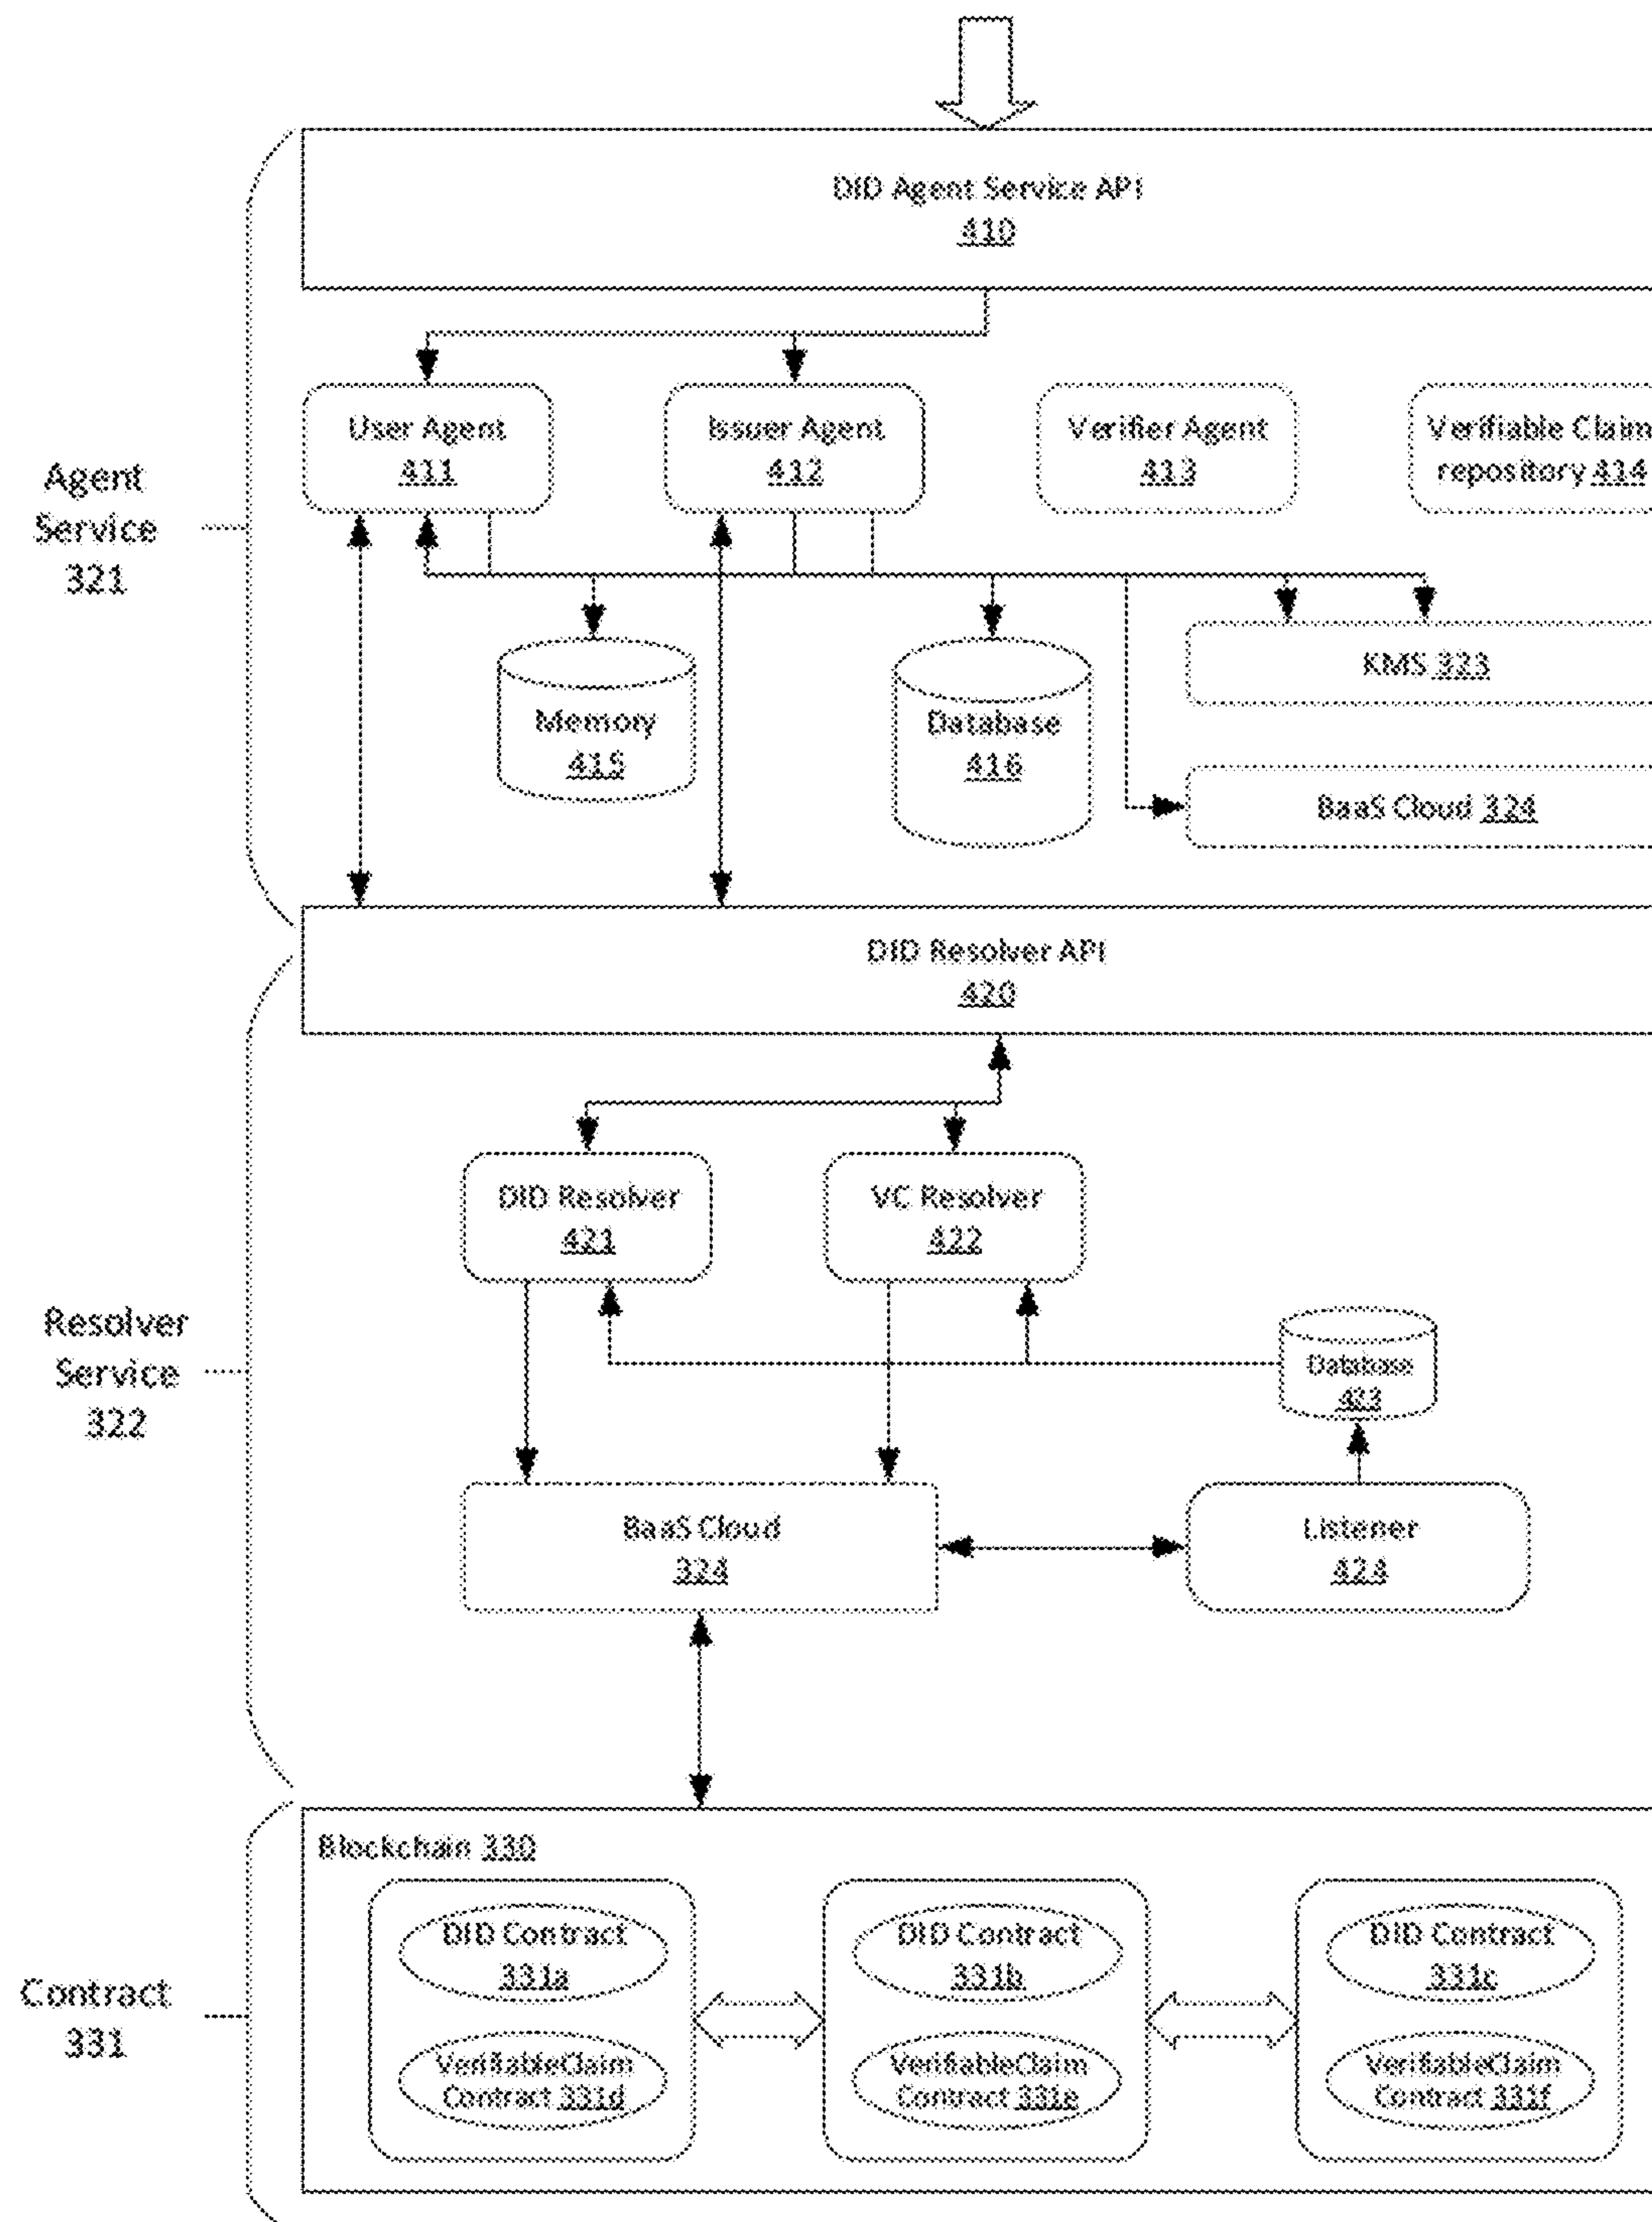 DID Agent Service API
410
User Agent
411
Issuer Agent
412
Verifier Agent
413
Verifiable Claim
repository 414
Agent
Service
321
KMS 323
Memory
415
Database
416
BaaS Cloud 324
DID Resolver API
420
DID Resolver
421
VC Resolver
422
Resolver
Service
322
Database
423
BaaS Cloud
324
Listener
424
Blockchain 330
DID Contract
331a
DID Contract
331b
DID Contract
331c
Contract
331
VerifiableClaim
Contract 331d
VerifiableClaim
Contract 331e
VerifiableClaim
Contract 331f